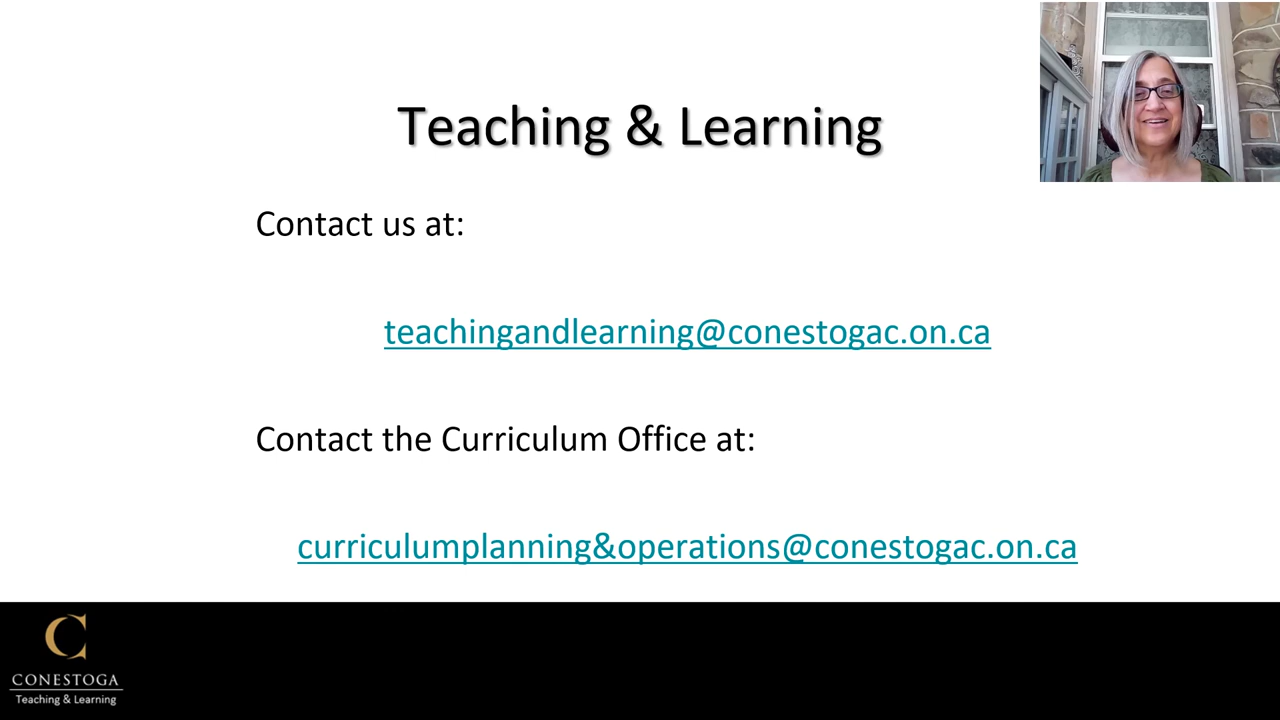 Teaching & Learning
Contact us at:
teachingandlearning@conestogac.on.ca
Contact the Curriculum Office at:
curriculumplanning&operations@conestogac.on.ca
CONESTOGA
Teaching & Learning